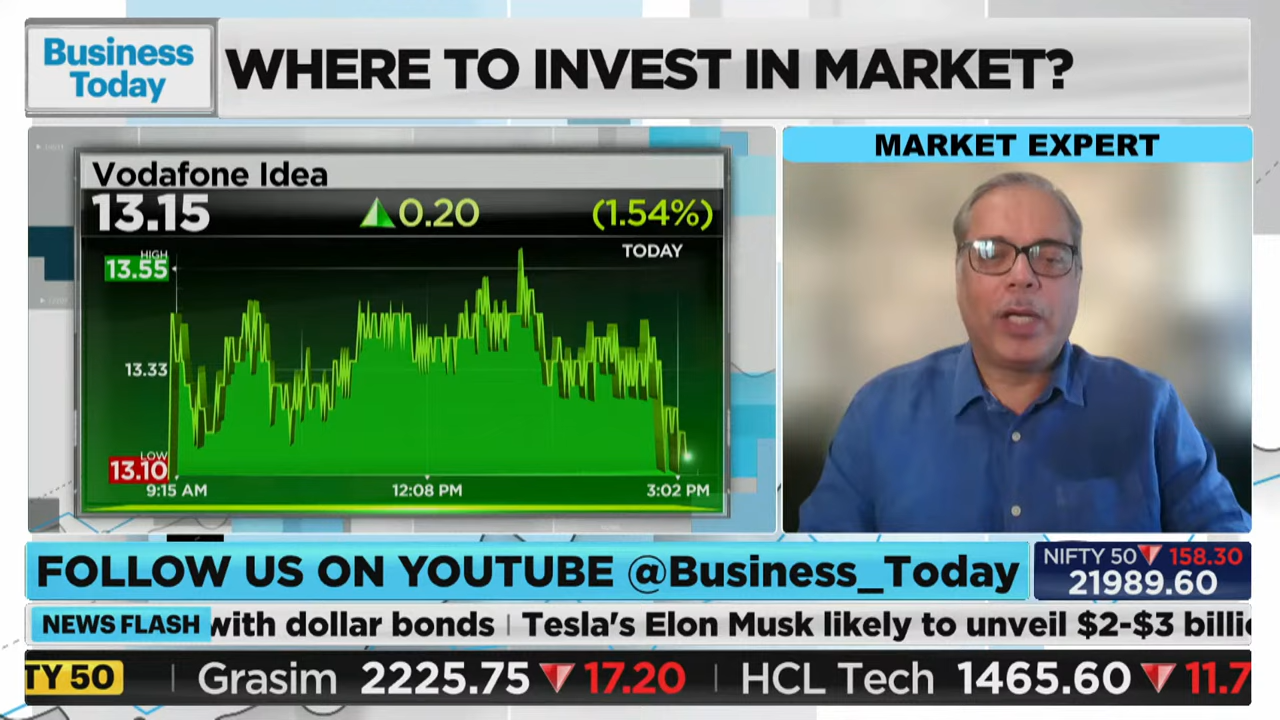 Business
Today
WHERE TO INVEST IN MARKET?
Vodafone Idea
13.15 0.20 (1.54%)
TODAY
HIGH
13.55
13.33
LOW
13.10
9:15 AM 12:08 PM 3:02 PM
MARKET EXPERT
FOLLOW US ON YOUTUBE @Business_Today
NIFTY 50 158.30
21989.60
NEWS FLASH with dollar bonds | Tesla's Elon Musk likely to unveil $2-$3 billi
TY 50 | Grasim 2225.75 17.20 | HCL Tech 1465.60 11.7